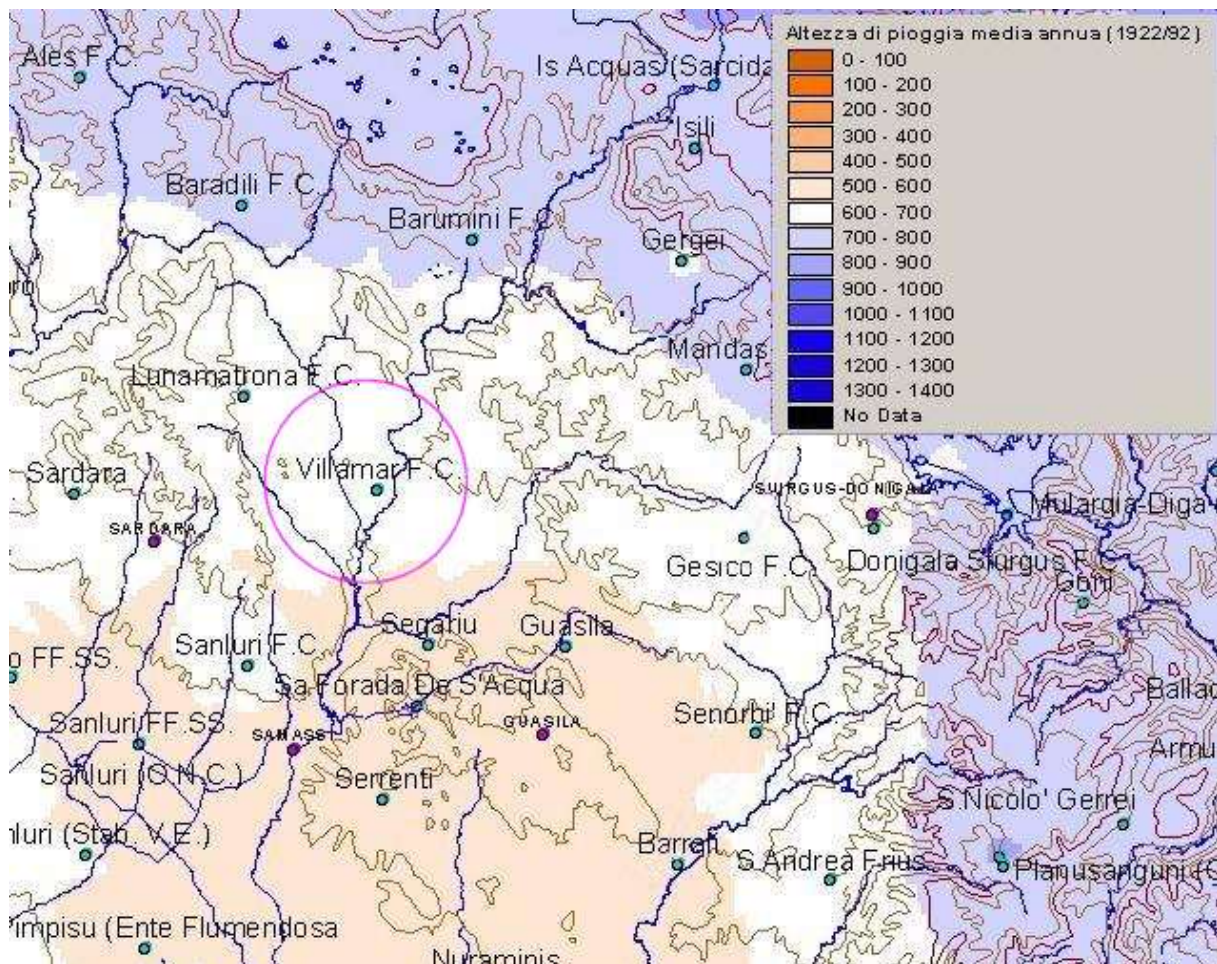 Altezza di pioggia media annua (1922/92)
0 - 100
100 - 200
200 - 300
300 - 400
400 - 500
500 - 600
600 - 700
700 - 800
800 - 900
900 - 1000
1000 - 1100
1100 - 1200
1200 - 1300
1300 - 1400
No Data
Ales F.C.
Is Acquas (Sarcida
Isili
Baradili F.C.
Barumini F.C
Gergei
Mandas
Lunamatrona F.C.
Sardara
Villamar F.C.
SARDARA
SUIRGUS-DONIGALA
Mulargia-Diga
Donigala Siurgus F.C
Goni
Gesico F.C.
Segariu
Guasila
Sanluri F.C.
o FF.SS.
Sa Forada De S'Acqua
Ballao
Senorbi' F.C.
Sanluri FF.SS.
SAMASSI
GUASILA
Armu
Sanluri (O.N.C.)
Serrenti
S Nicolo' Gerrei
nluri (Stab. V.E.)
Barrali
S.Andrea Frius
Planusanguni (C
Pimpisu (Ente Flumendosa
Nuraminis